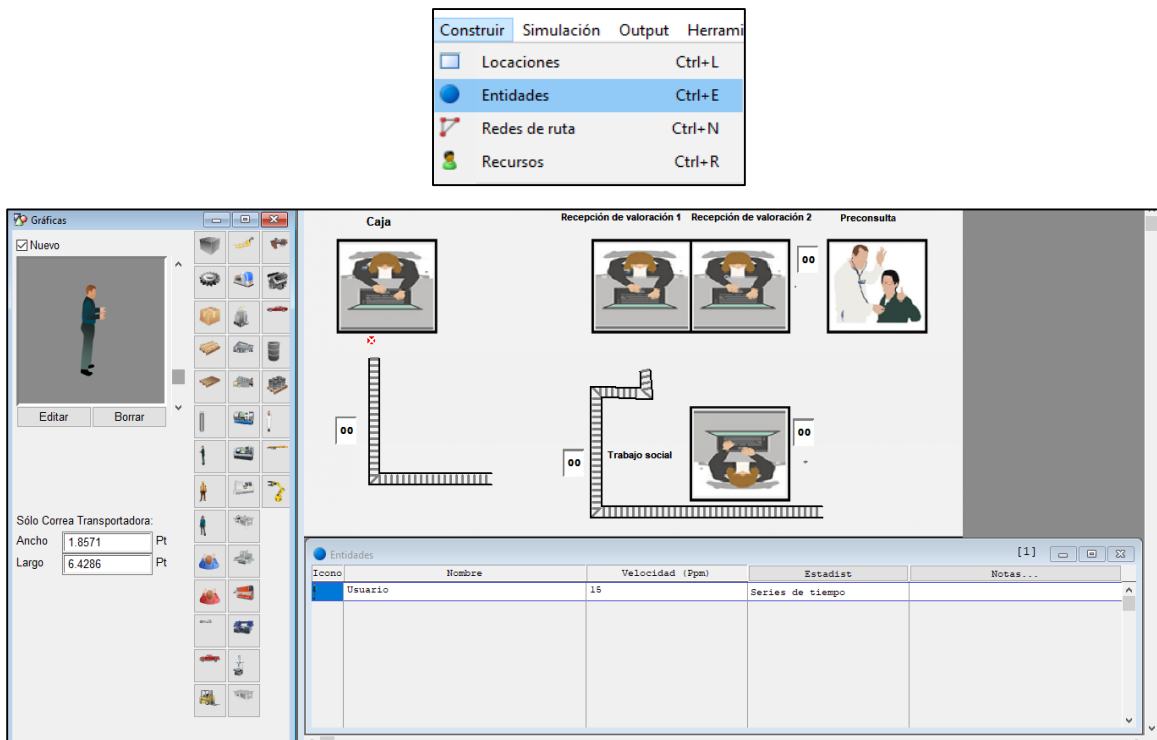 Construir Simulación Output Herrami
Locaciones Ctrl+L
Entidades Ctrl+E
Redes de ruta Ctrl+N
Recursos Ctrl+R
Gráficas
Nuevo
Editar Borrar
Sólo Correa Transportadora:
Ancho 1.8571 Pt
Largo 6.4286 Pt
Caja Recepción de valoración 1 Recepción de valoración 2 Preconsulta
00
00
00
00
Trabajo social
Entidades [1]
Icono Nombre Velocidad (Ppm) Estadist Notas...
Usuario 15 Series de tiempo